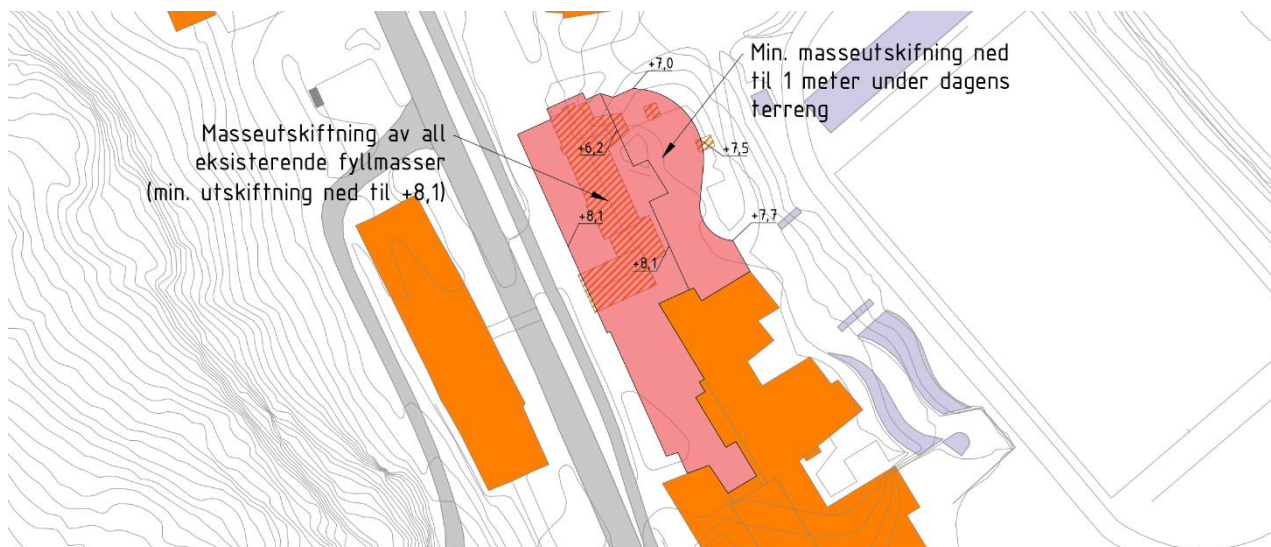 +7,0
Min. masseutskifning ned
til 1 meter under dagens
terreng
Masseutskiftning av all
eksisterende fyllmasser
(min. utskiftning ned til +8,1)
+6,2
+7,5
+8,1
+7,7
+8,1